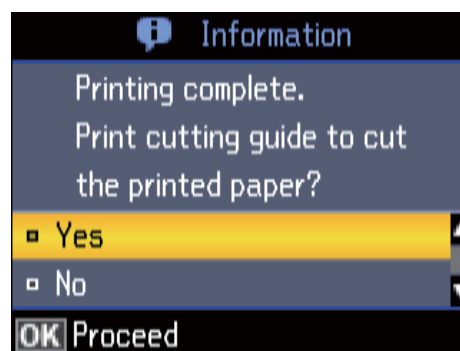 Information
Printing complete.
Print cutting guide to cut
the printed paper?
Yes
No
OK Proceed